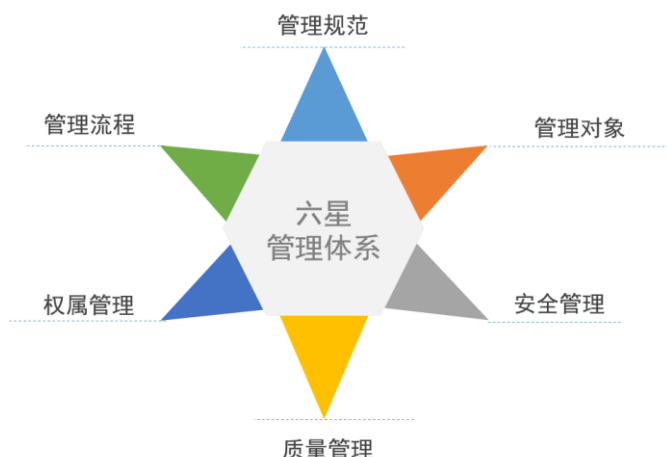 管理规范
管理流程
管理对象
六星
管理体系
权属管理
安全管理
质量管理